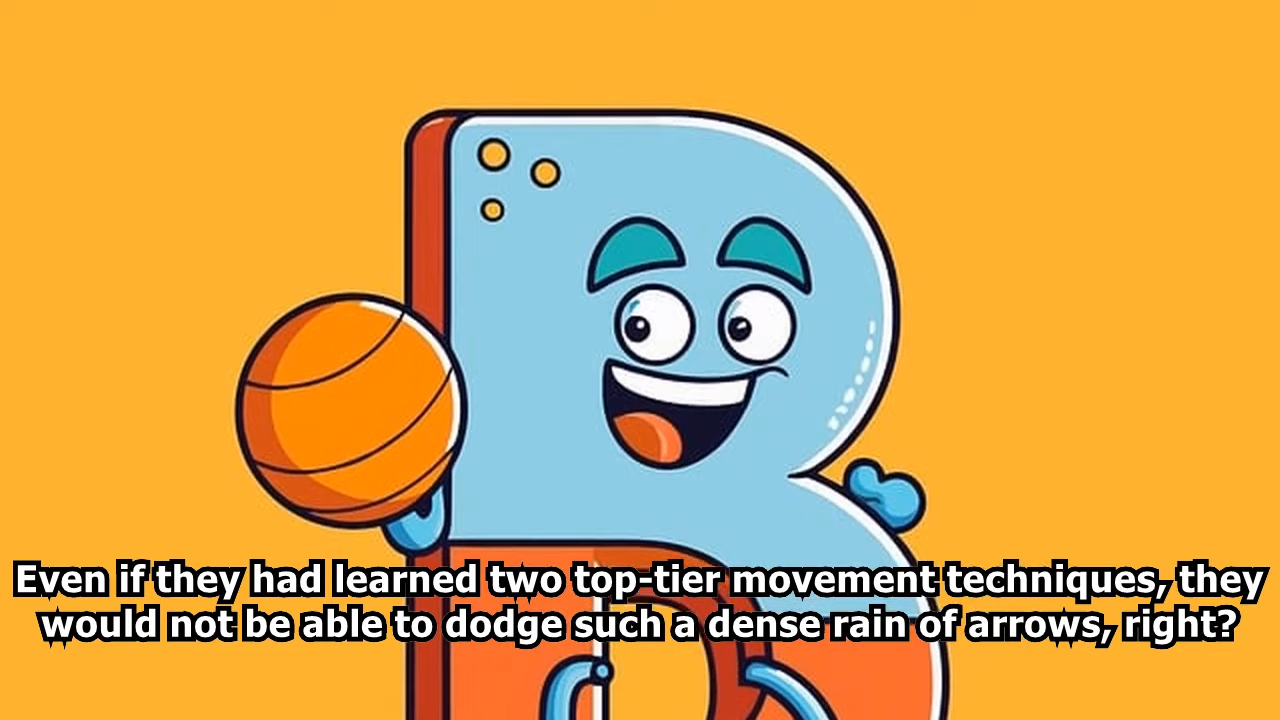 Even if they had learned two top-tier movement techniques, they
would not be able to dodge such a dense rain of arrows, right?